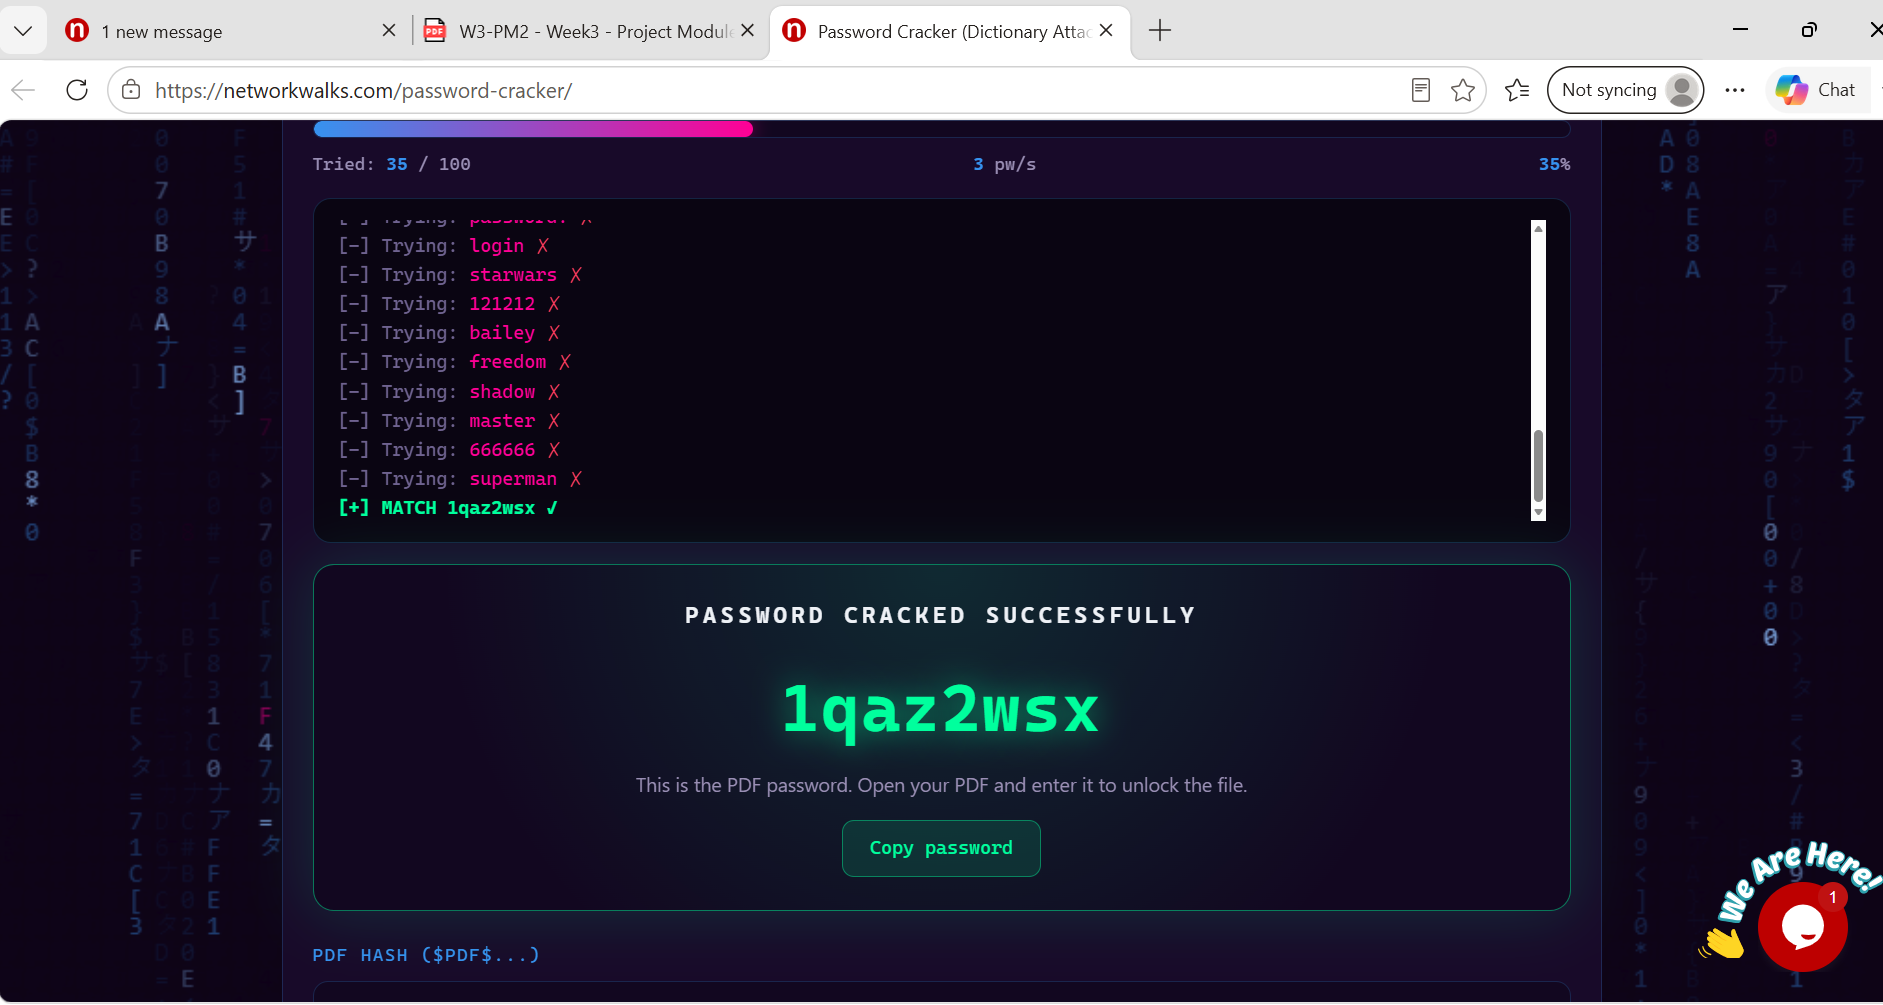 1 new message
W3-PM2 - Week3 - Project Module
Password Cracker (Dictionary Attac
https://networkwalks.com/password-cracker/
Not syncing
Chat
Tried: 35 / 100
3 pw/s
35%
[-] Trying: login ✗
[-] Trying: starwars ✗
[-] Trying: 121212 ✗
[-] Trying: bailey ✗
[-] Trying: freedom ✗
[-] Trying: shadow ✗
[-] Trying: master ✗
[-] Trying: 666666 ✗
[-] Trying: superman ✗
[+] MATCH 1qaz2wsx ✓
PASSWORD CRACKED SUCCESSFULLY
1qaz2wsx
This is the PDF password. Open your PDF and enter it to unlock the file.
Copy password
We Are Here!
1
PDF HASH ($PDF$...)